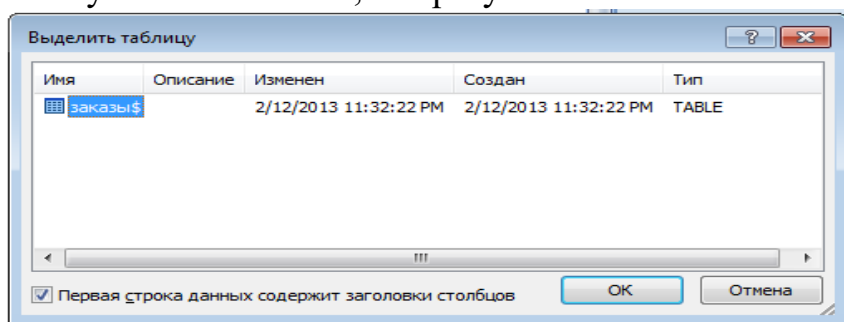 Выделить таблицу
Имя Описание Изменен Создан Тип
заказы$ 2/12/2013 11:32:22 PM 2/12/2013 11:32:22 PM TABLE
Первая строка данных содержит заголовки столбцов OK Отмена